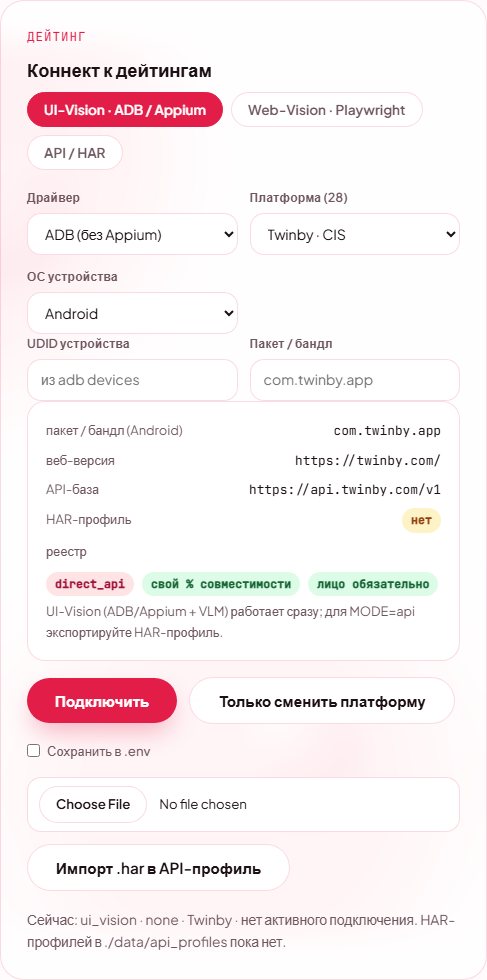 ДЕЙТИНГ
Коннект к дейтингам
UI-Vision · ADB / Appium
Web-Vision · Playwright
API / HAR
Драйвер
Платформа (28)
ADB (без Appium)
Twinby · CIS
ОС устройства
Android
UDID устройства
Пакет / бандл
из adb devices
com.twinby.app
пакет / бандл (Android)
com.twinby.app
веб-версия
https://twinby.com/
API-база
https://api.twinby.com/v1
HAR-профиль
нет
реестр
direct_api
свой % совместимости
лицо обязательно
UI-Vision (ADB/Appium + VLM) работает сразу; для MODE=api
экспортируйте HAR-профиль.
Подключить
Только сменить платформу
Сохранить в .env
Choose File
No file chosen
Импорт .har в API-профиль
Сейчас: ui_vision · none · Twinby · нет активного подключения. HAR-
профилей в ./data/api_profiles пока нет.